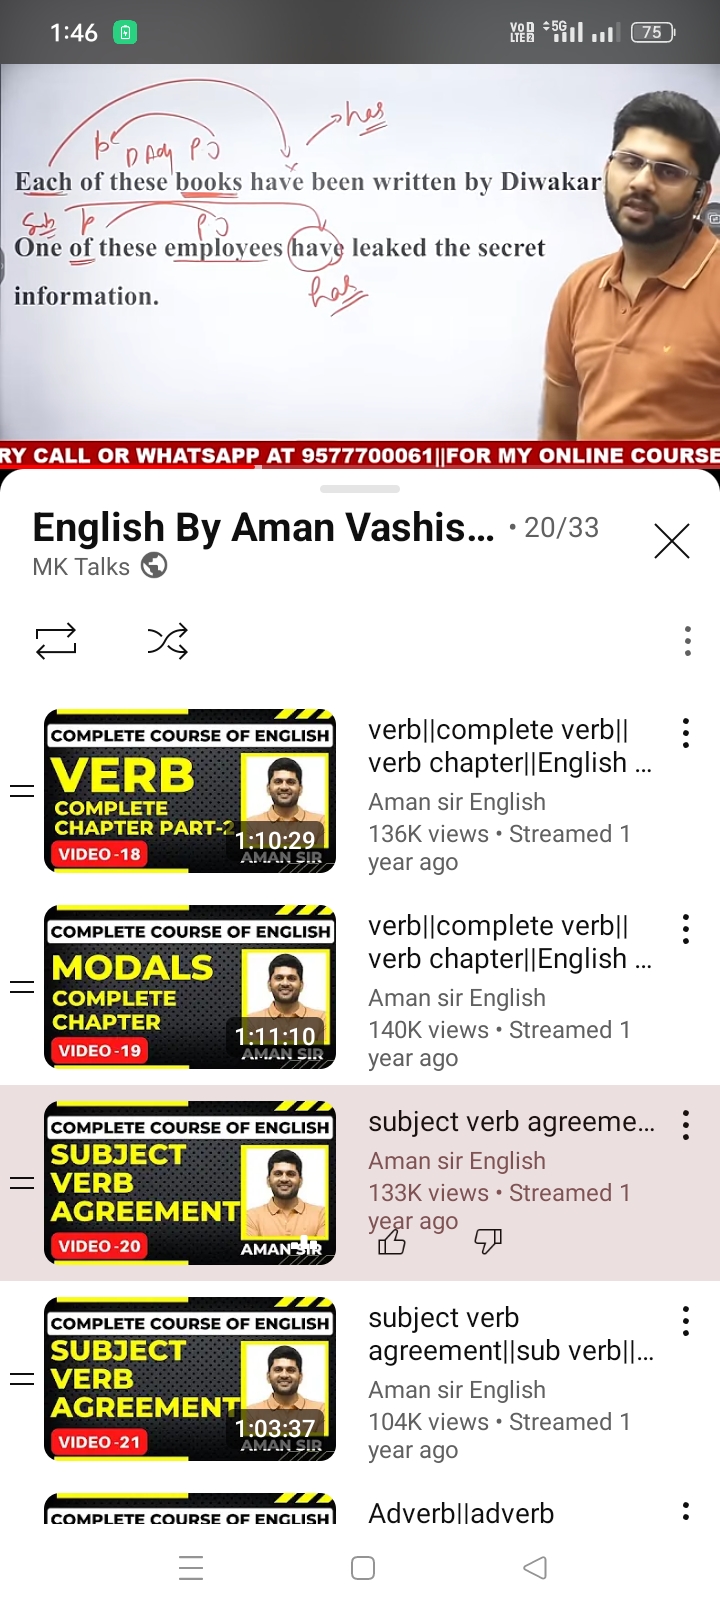 1:46
VoD LTE2 5G 75
has
p D Adj PO
Each of these books have been written by Diwakar
Sub p PO
One of these employees have leaked the secret
has
information.
RY CALL OR WHATSAPP AT 9577700061||FOR MY ONLINE COURSE
English By Aman Vashis... • 20/33
MK Talks
COMPLETE COURSE OF ENGLISH
VERB
COMPLETE
CHAPTER PART-2
VIDEO -18
1:10:29
AMAN SIR
verb||complete verb||
verb chapter||English ...
Aman sir English
136K views • Streamed 1
year ago
COMPLETE COURSE OF ENGLISH
MODALS
COMPLETE
CHAPTER
VIDEO -19
1:11:10
AMAN SIR
verb||complete verb||
verb chapter||English ...
Aman sir English
140K views • Streamed 1
year ago
COMPLETE COURSE OF ENGLISH
SUBJECT
VERB
AGREEMENT
VIDEO -20
AMAN SIR
subject verb agreeme...
Aman sir English
133K views • Streamed 1
year ago
COMPLETE COURSE OF ENGLISH
SUBJECT
VERB
AGREEMENT
VIDEO -21
1:03:37
AMAN SIR
subject verb
agreement||sub verb||...
Aman sir English
104K views • Streamed 1
year ago
COMPLETE COURSE OF ENGLISH
Adverb||adverb